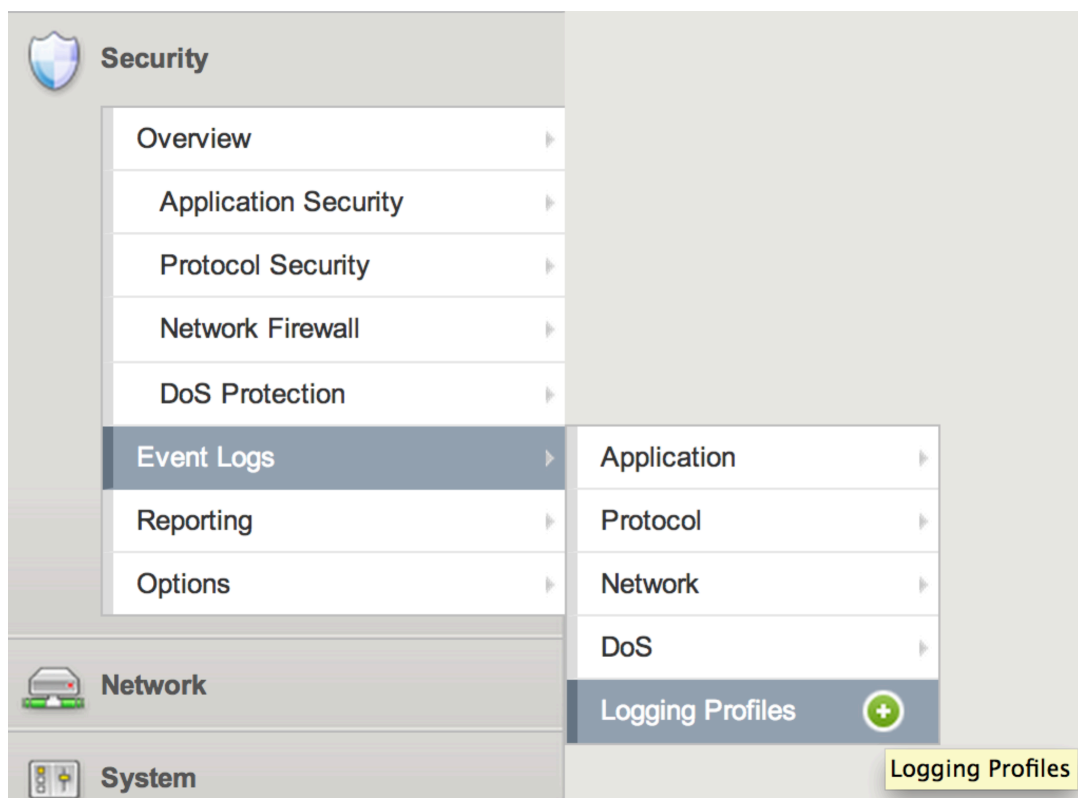 Security
Overview
Application Security
Protocol Security
Network Firewall
DoS Protection
Event Logs
Reporting
Options
Application
Protocol
Network
DoS
Logging Profiles
Logging Profiles
Network
System